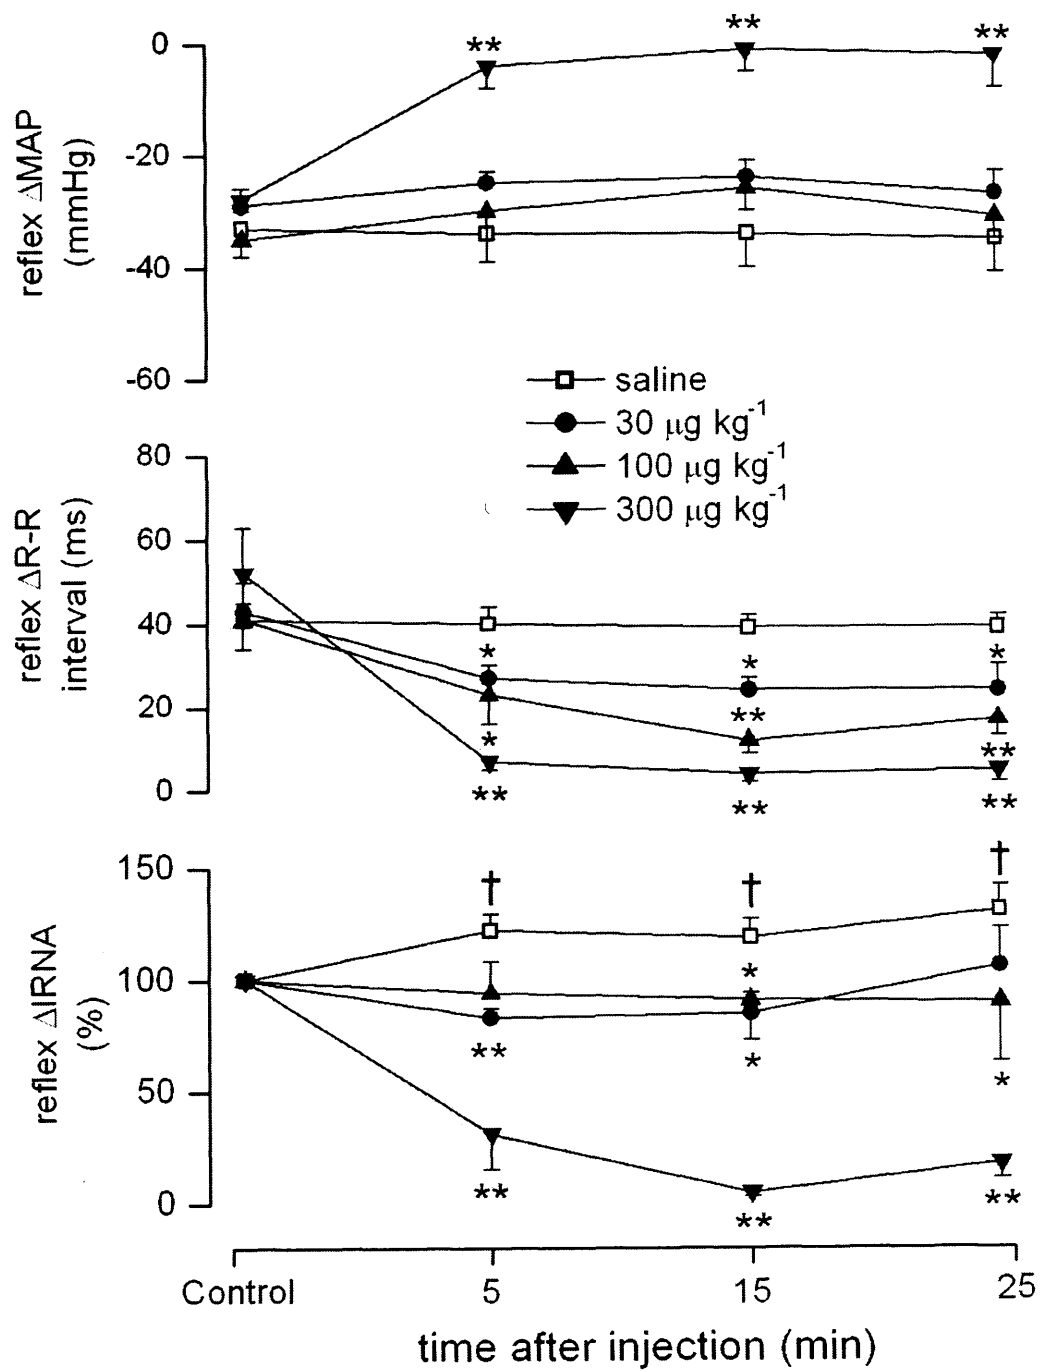 0
-20
-40
-60
reflex ΔMAP
(mmHg)
** ** **
saline
30 μg kg-1
100 μg kg-1
300 μg kg-1
80
60
40
20
0
reflex ΔR-R
interval (ms)
* * *
* ** **
** ** **
150
100
50
0
reflex ΔIRNA
(%)
† † †
*
** * *
** ** **
Control 5 15 25
time after injection (min)